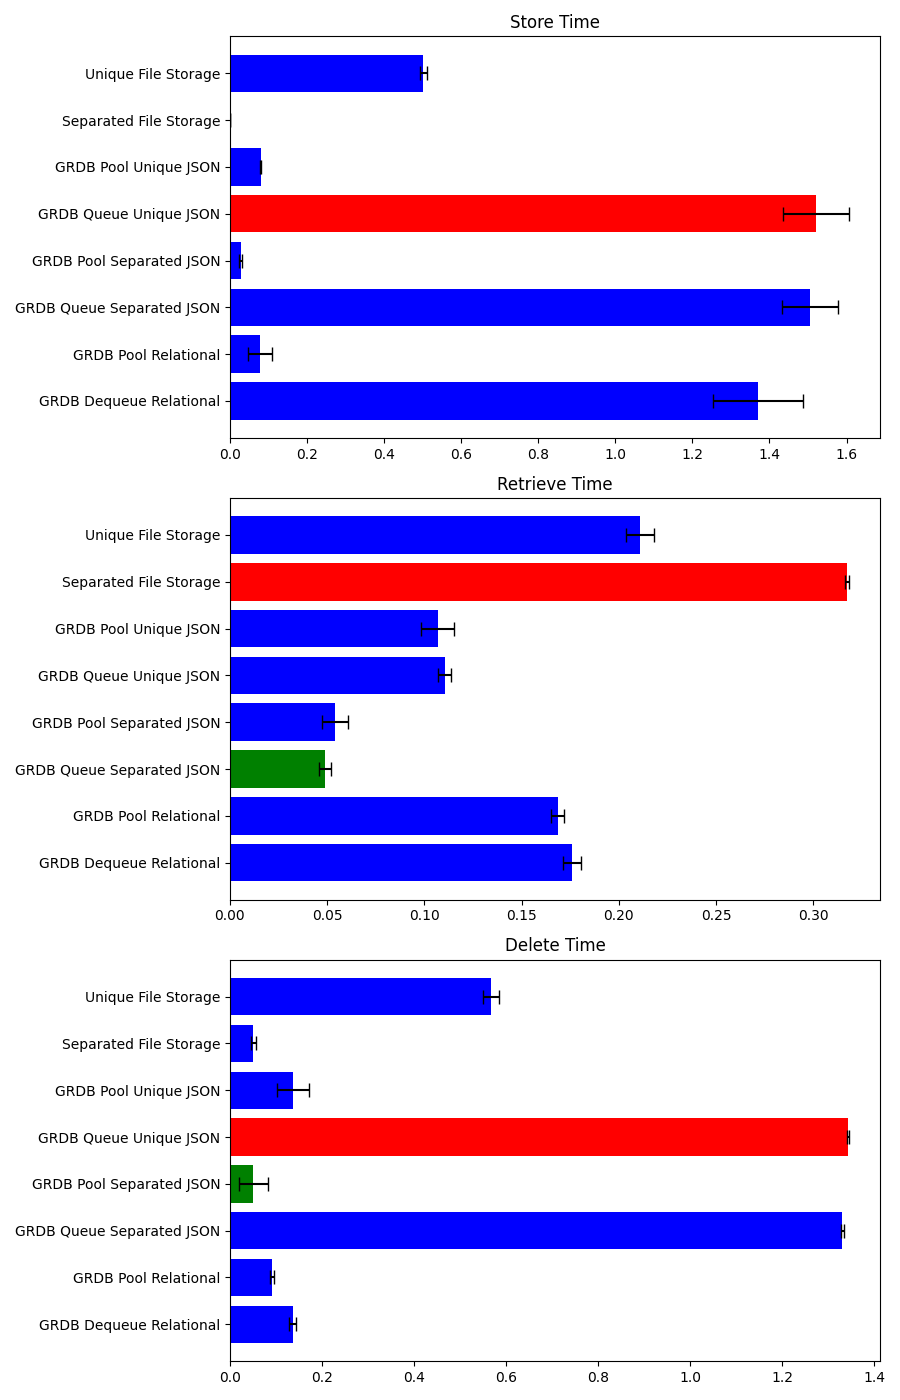 Store Time
Unique File Storage
Separated File Storage
GRDB Pool Unique JSON
GRDB Queue Unique JSON
GRDB Pool Separated JSON
GRDB Queue Separated JSON
GRDB Pool Relational
GRDB Dequeue Relational
0.0 0.2 0.4 0.6 0.8 1.0 1.2 1.4 1.6
Retrieve Time
Unique File Storage
Separated File Storage
GRDB Pool Unique JSON
GRDB Queue Unique JSON
GRDB Pool Separated JSON
GRDB Queue Separated JSON
GRDB Pool Relational
GRDB Dequeue Relational
0.00 0.05 0.10 0.15 0.20 0.25 0.30
Delete Time
Unique File Storage
Separated File Storage
GRDB Pool Unique JSON
GRDB Queue Unique JSON
GRDB Pool Separated JSON
GRDB Queue Separated JSON
GRDB Pool Relational
GRDB Dequeue Relational
0.0 0.2 0.4 0.6 0.8 1.0 1.2 1.4